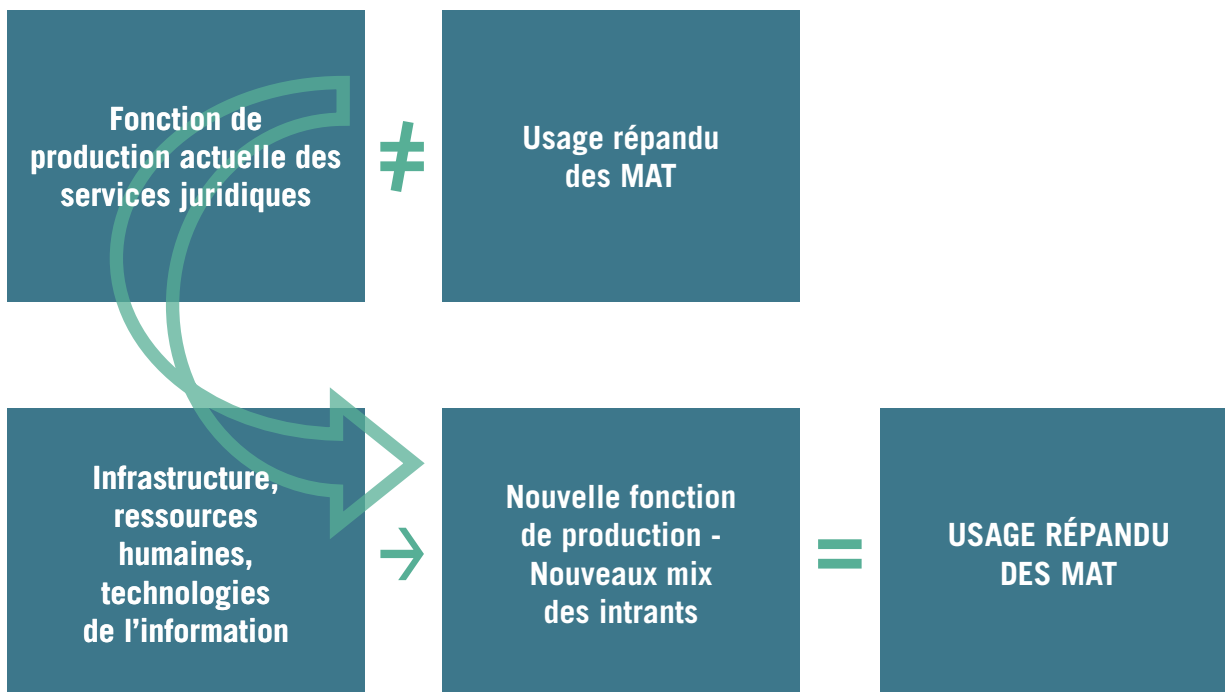 Fonction de
production actuelle des
services juridiques
≠
Usage répandu
des MAT
Infrastructure,
ressources
humaines,
technologies
de l’information
→
Nouvelle fonction
de production -
Nouveaux mix
des intrants
=
USAGE RÉPANDU
DES MAT